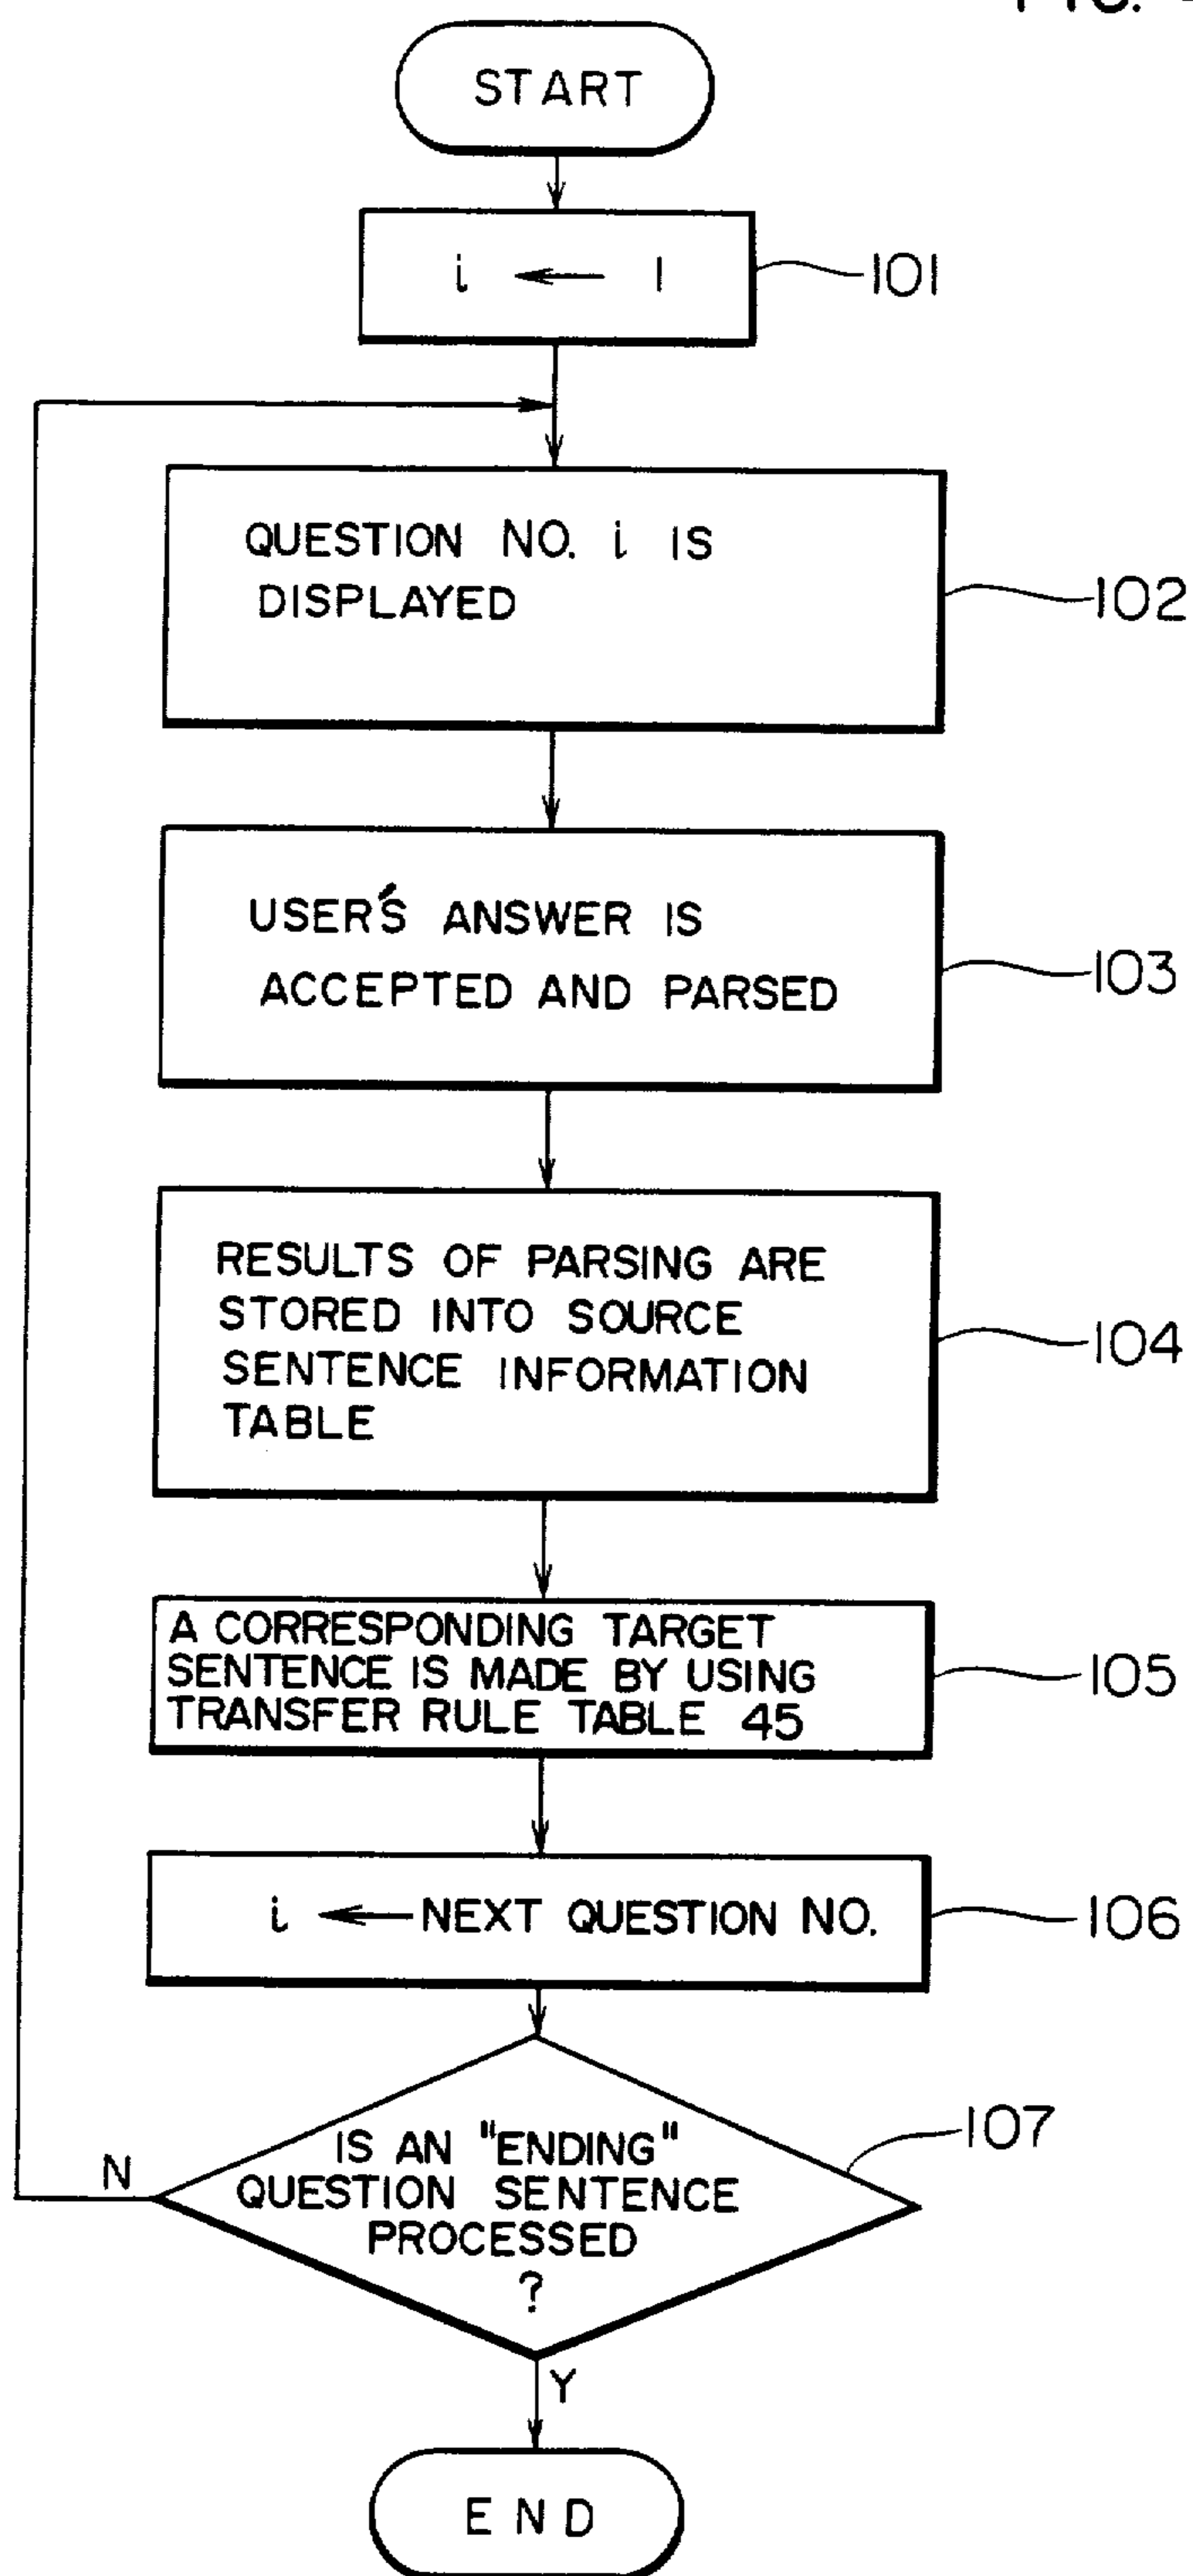 FIG.
START
i ← 1
101
QUESTION NO. i IS
DISPLAYED
102
USER'S ANSWER IS
ACCEPTED AND PARSED
103
RESULTS OF PARSING ARE
STORED INTO SOURCE
SENTENCE INFORMATION
TABLE
104
A CORRESPONDING TARGET
SENTENCE IS MADE BY USING
TRANSFER RULE TABLE 45
105
i ← NEXT QUESTION NO.
106
IS AN "ENDING"
QUESTION SENTENCE
PROCESSED
?
107
N
Y
END